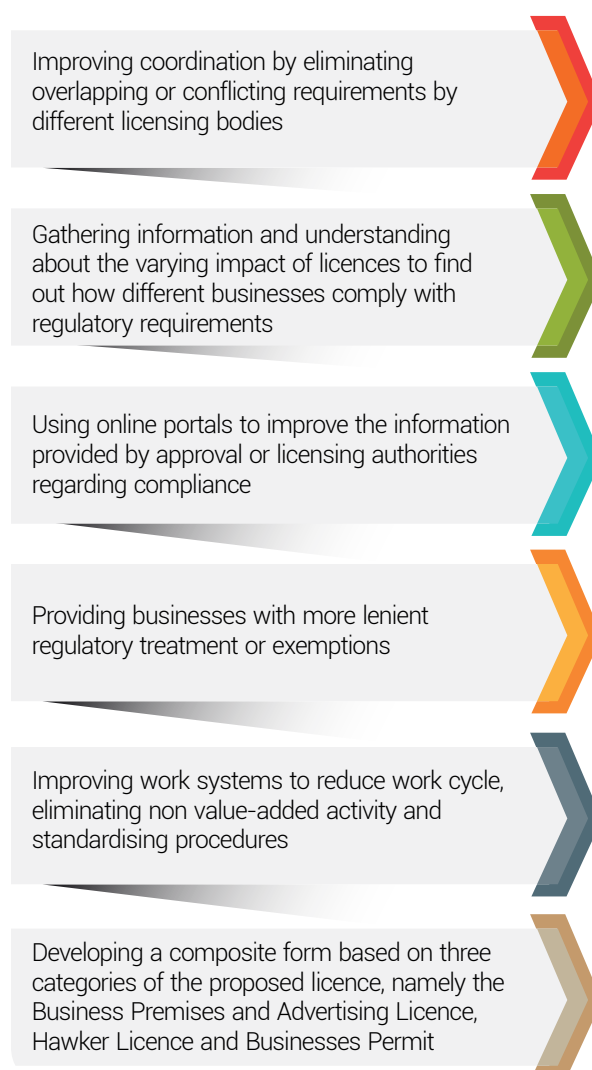 Improving coordination by eliminating
overlapping or conflicting requirements by
different licensing bodies
Gathering information and understanding
about the varying impact of licences to find
out how different businesses comply with
regulatory requirements
Using online portals to improve the information
provided by approval or licensing authorities
regarding compliance
Providing businesses with more lenient
regulatory treatment or exemptions
Improving work systems to reduce work cycle,
eliminating non value-added activity and
standardising procedures
Developing a composite form based on three
categories of the proposed licence, namely the
Business Premises and Advertising Licence,
Hawker Licence and Businesses Permit